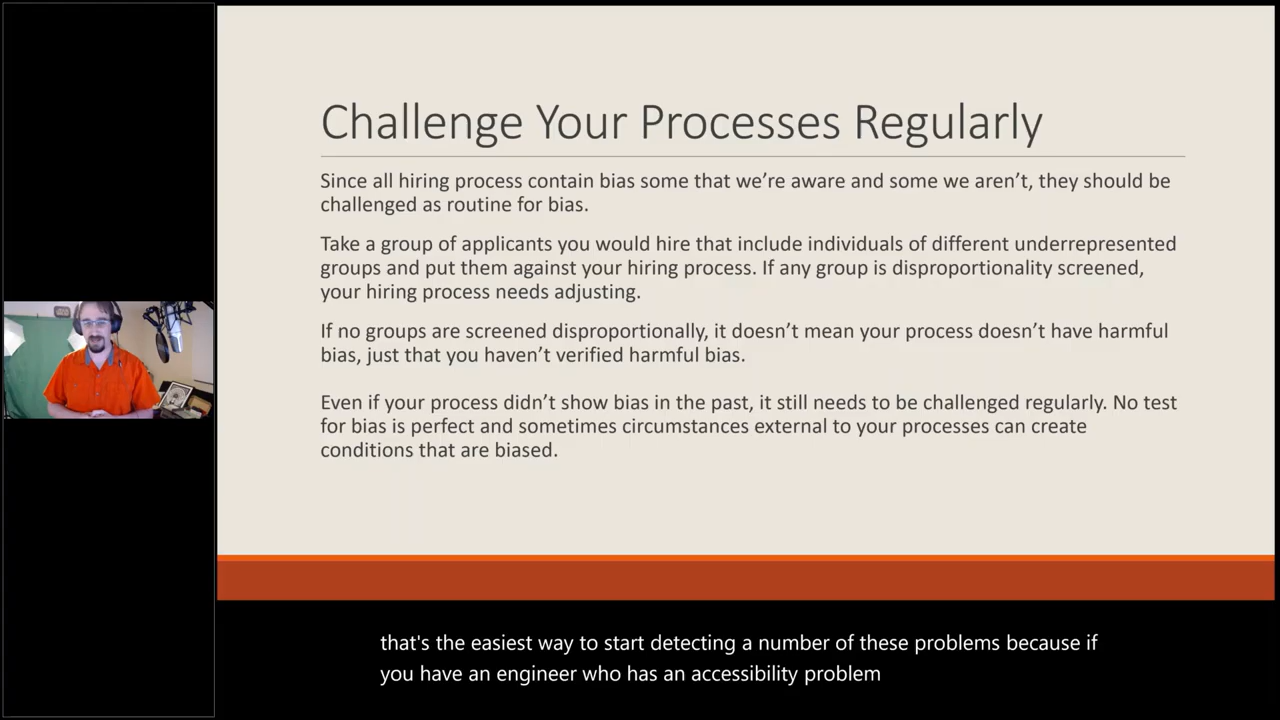 Challenge Your Processes Regularly
Since all hiring process contain bias some that we're aware and some we aren't, they should be
challenged as routine for bias.
Take a group of applicants you would hire that include individuals of different underrepresented
groups and put them against your hiring process. If any group is disproportionality screened,
your hiring process needs adjusting.
If no groups are screened disproportionally, it doesn't mean your process doesn't have harmful
bias, just that you haven't verified harmful bias.
Even if your process didn't show bias in the past, it still needs to be challenged regularly. No test
for bias is perfect and sometimes circumstances external to your processes can create
conditions that are biased.
that's the easiest way to start detecting a number of these problems because if
you have an engineer who has an accessibility problem